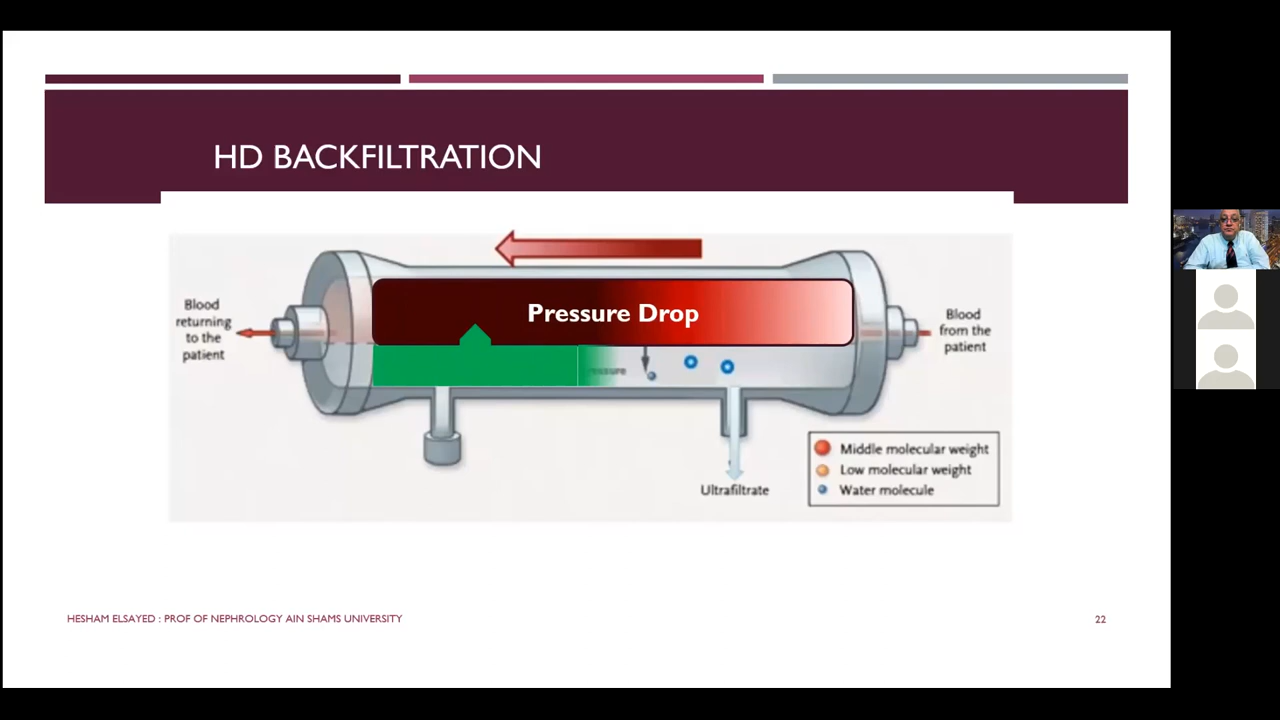 HD BACKFILTRATION
Pressure Drop
Blood
returning
to the
patient
Blood
from the
patient
Ultrafiltrate
Middle molecular weight
Low molecular weight
Water molecule
HESHAM ELSAYED : PROF OF NEPHROLOGY AIN SHAMS UNIVERSITY
22